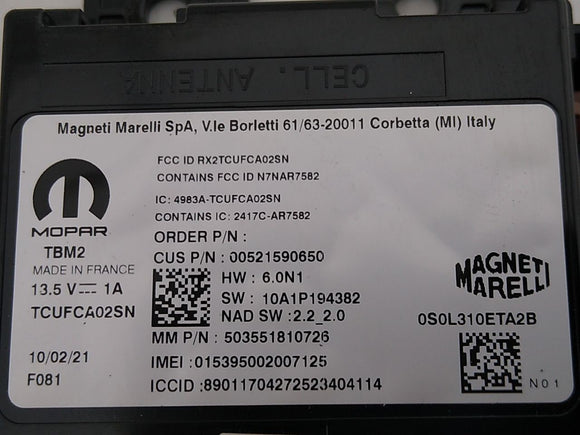 CELL. ANTENNA
Magneti Marelli SpA, V.le Borletti 61/63-20011 Corbetta (MI) Italy
FCC ID RX2TCUFCA02SN
CONTAINS FCC ID N7NAR7582
IC: 4983A-TCUFCA02SN
CONTAINS IC: 2417C-AR7582
MOPAR
TBM2
MADE IN FRANCE
13.5 V⎓ 1A
TCUFCA02SN
10/02/21
F081
ORDER P/N :
CUS P/N : 00521590650
HW : 6.0N1
SW : 10A1P194382
NAD SW :2.2_2.0
MM P/N : 503551810726
IMEI : 015395002007125
ICCID : 89011704272523404114
MAGNETI
MARELLI
0S0L310ETA2B
N01